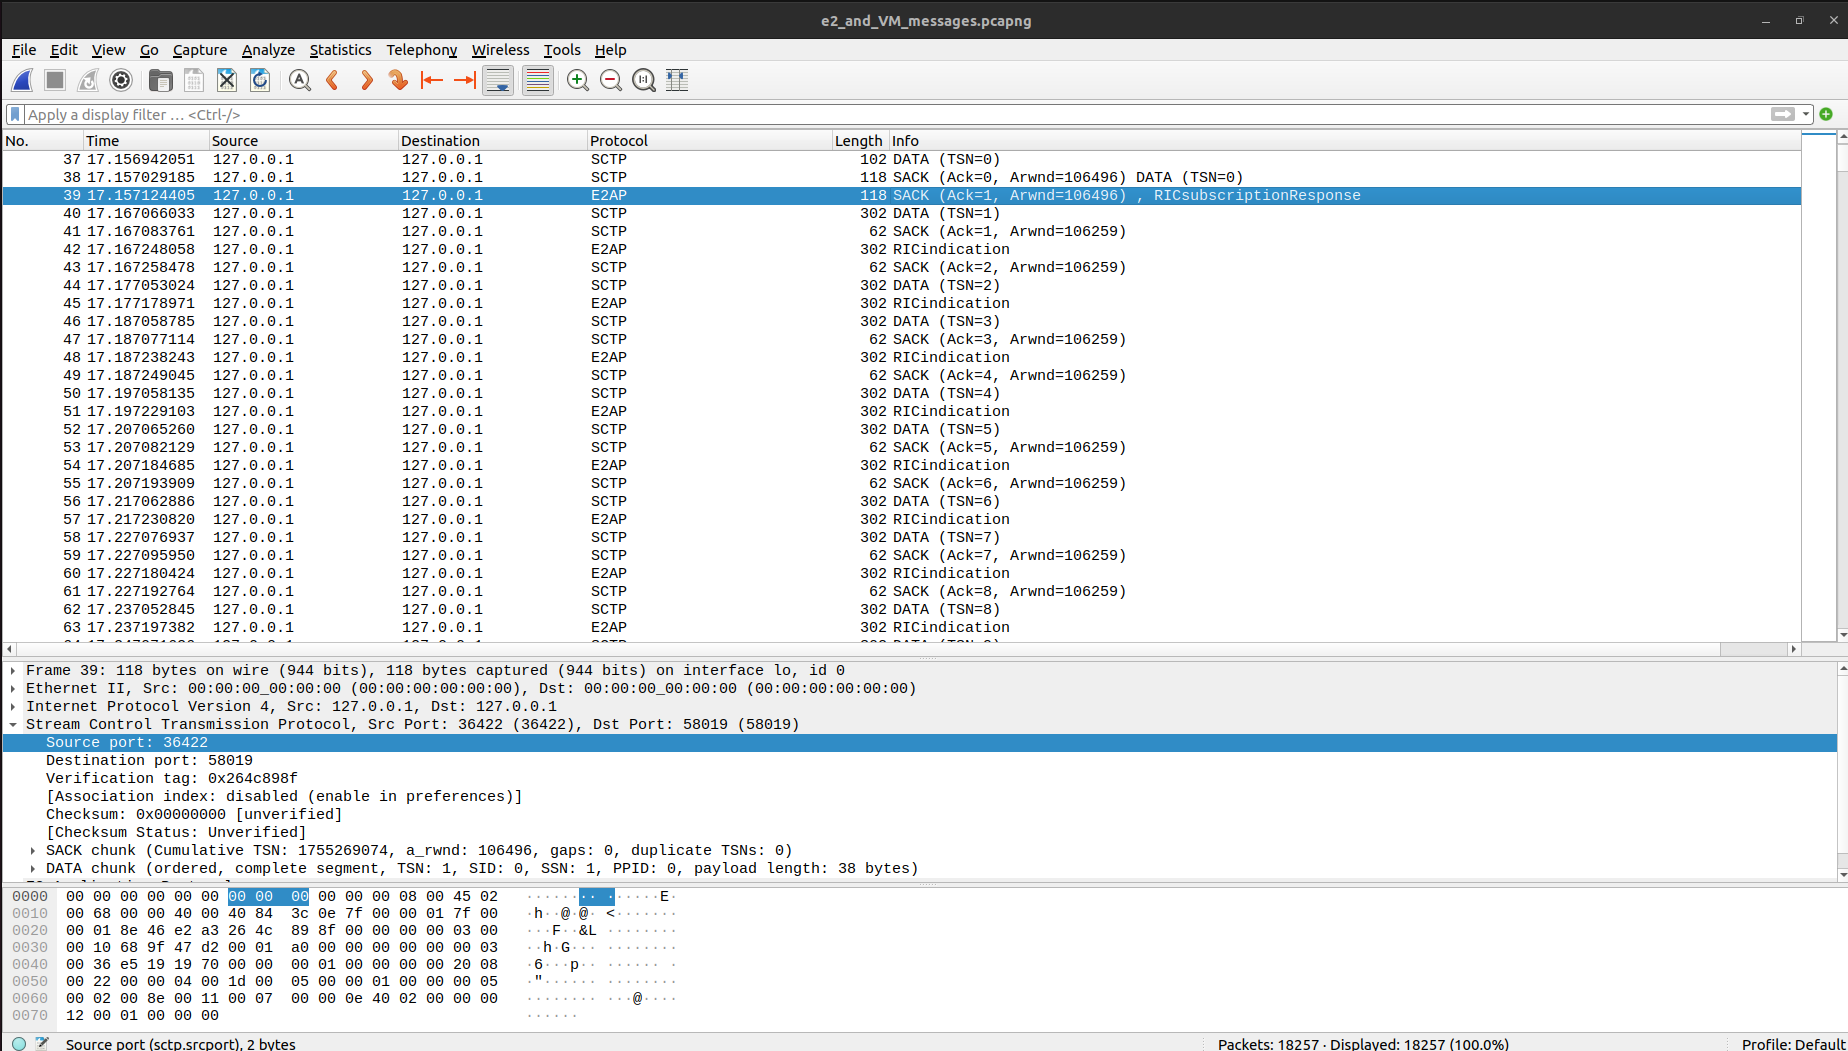 e2_and_VM_messages.pcapng
File Edit View Go Capture Analyze Statistics Telephony Wireless Tools Help
Apply a display filter … <Ctrl-/>
No. Time Source Destination Protocol Length Info
37 17.156942051 127.0.0.1 127.0.0.1 SCTP 102 DATA (TSN=0)
38 17.157029185 127.0.0.1 127.0.0.1 SCTP 118 SACK (Ack=0, Arwnd=106496) DATA (TSN=0)
39 17.157124405 127.0.0.1 127.0.0.1 E2AP 118 SACK (Ack=1, Arwnd=106496) , RICsubscriptionResponse
40 17.167066033 127.0.0.1 127.0.0.1 SCTP 302 DATA (TSN=1)
41 17.167083761 127.0.0.1 127.0.0.1 SCTP 62 SACK (Ack=1, Arwnd=106259)
42 17.167248058 127.0.0.1 127.0.0.1 E2AP 302 RICindication
43 17.167258478 127.0.0.1 127.0.0.1 SCTP 62 SACK (Ack=2, Arwnd=106259)
44 17.177053024 127.0.0.1 127.0.0.1 SCTP 302 DATA (TSN=2)
45 17.177178971 127.0.0.1 127.0.0.1 E2AP 302 RICindication
46 17.187058785 127.0.0.1 127.0.0.1 SCTP 302 DATA (TSN=3)
47 17.187077114 127.0.0.1 127.0.0.1 SCTP 62 SACK (Ack=3, Arwnd=106259)
48 17.187238243 127.0.0.1 127.0.0.1 E2AP 302 RICindication
49 17.187249045 127.0.0.1 127.0.0.1 SCTP 62 SACK (Ack=4, Arwnd=106259)
50 17.197058135 127.0.0.1 127.0.0.1 SCTP 302 DATA (TSN=4)
51 17.197229103 127.0.0.1 127.0.0.1 E2AP 302 RICindication
52 17.207065260 127.0.0.1 127.0.0.1 SCTP 302 DATA (TSN=5)
53 17.207082129 127.0.0.1 127.0.0.1 SCTP 62 SACK (Ack=5, Arwnd=106259)
54 17.207184685 127.0.0.1 127.0.0.1 E2AP 302 RICindication
55 17.207193909 127.0.0.1 127.0.0.1 SCTP 62 SACK (Ack=6, Arwnd=106259)
56 17.217062886 127.0.0.1 127.0.0.1 SCTP 302 DATA (TSN=6)
57 17.217230820 127.0.0.1 127.0.0.1 E2AP 302 RICindication
58 17.227076937 127.0.0.1 127.0.0.1 SCTP 302 DATA (TSN=7)
59 17.227095950 127.0.0.1 127.0.0.1 SCTP 62 SACK (Ack=7, Arwnd=106259)
60 17.227180424 127.0.0.1 127.0.0.1 E2AP 302 RICindication
61 17.227192764 127.0.0.1 127.0.0.1 SCTP 62 SACK (Ack=8, Arwnd=106259)
62 17.237052845 127.0.0.1 127.0.0.1 SCTP 302 DATA (TSN=8)
63 17.237197382 127.0.0.1 127.0.0.1 E2AP 302 RICindication
Frame 39: 118 bytes on wire (944 bits), 118 bytes captured (944 bits) on interface lo, id 0
Ethernet II, Src: 00:00:00_00:00:00 (00:00:00:00:00:00), Dst: 00:00:00_00:00:00 (00:00:00:00:00:00)
Internet Protocol Version 4, Src: 127.0.0.1, Dst: 127.0.0.1
Stream Control Transmission Protocol, Src Port: 36422 (36422), Dst Port: 58019 (58019)
Source port: 36422
Destination port: 58019
Verification tag: 0x264c898f
[Association index: disabled (enable in preferences)]
Checksum: 0x00000000 [unverified]
[Checksum Status: Unverified]
SACK chunk (Cumulative TSN: 1755269074, a_rwnd: 106496, gaps: 0, duplicate TSNs: 0)
DATA chunk (ordered, complete segment, TSN: 1, SID: 0, SSN: 1, PPID: 0, payload length: 38 bytes)
0000 00 00 00 00 00 00 00 00 00 00 00 00 08 00 45 02 ··············E·
0010 00 68 00 00 40 00 40 84 3c 0e 7f 00 00 01 7f 00 ·h··@·@·<·······
0020 00 01 8e 46 e2 a3 26 4c 89 8f 00 00 00 00 03 00 ···F··&L········
0030 00 10 68 9f 47 d2 00 01 a0 00 00 00 00 00 00 03 ··h·G···········
0040 00 36 e5 19 19 70 00 00 00 01 00 00 00 00 20 08 ·6···p········ ·
0050 00 22 00 00 04 00 1d 00 05 00 00 01 00 00 00 05 ·"··············
0060 00 02 00 8e 00 11 00 07 00 00 0e 40 02 00 00 00 ···········@····
0070 12 00 01 00 00 00 ······
Source port (sctp.srcport), 2 bytes
Packets: 18257 · Displayed: 18257 (100.0%)
Profile: Default